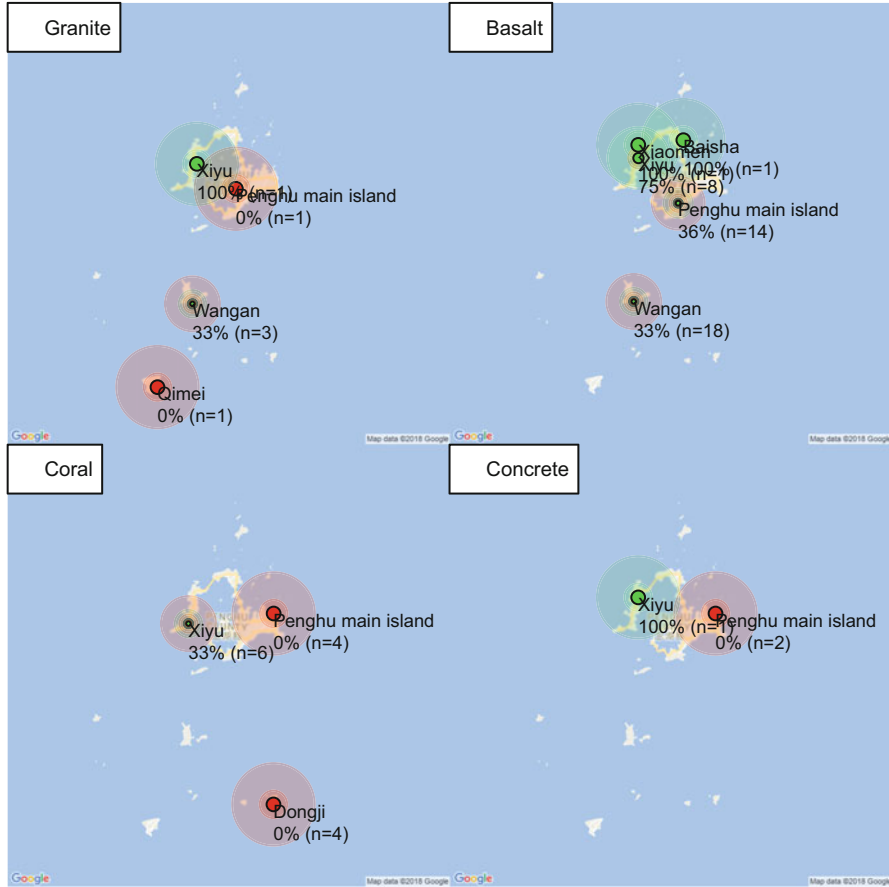 Granite
Xiyu
100% (n=1)
Penghu main island
0% (n=1)
Wangan
33% (n=3)
Qimei
0% (n=1)
Google
Map data ©2018 Google
Basalt
Baisha
100% (n=1)
Xiaomen
100% (n=1)
Xiyu
75% (n=8)
Penghu main island
36% (n=14)
Wangan
33% (n=18)
Google
Map data ©2018 Google
Coral
Penghu main island
0% (n=4)
Xiyu
33% (n=6)
Dongji
0% (n=4)
Google
Map data ©2018 Google
Concrete
Xiyu
100% (n=1)
Penghu main island
0% (n=2)
Google
Map data ©2018 Google